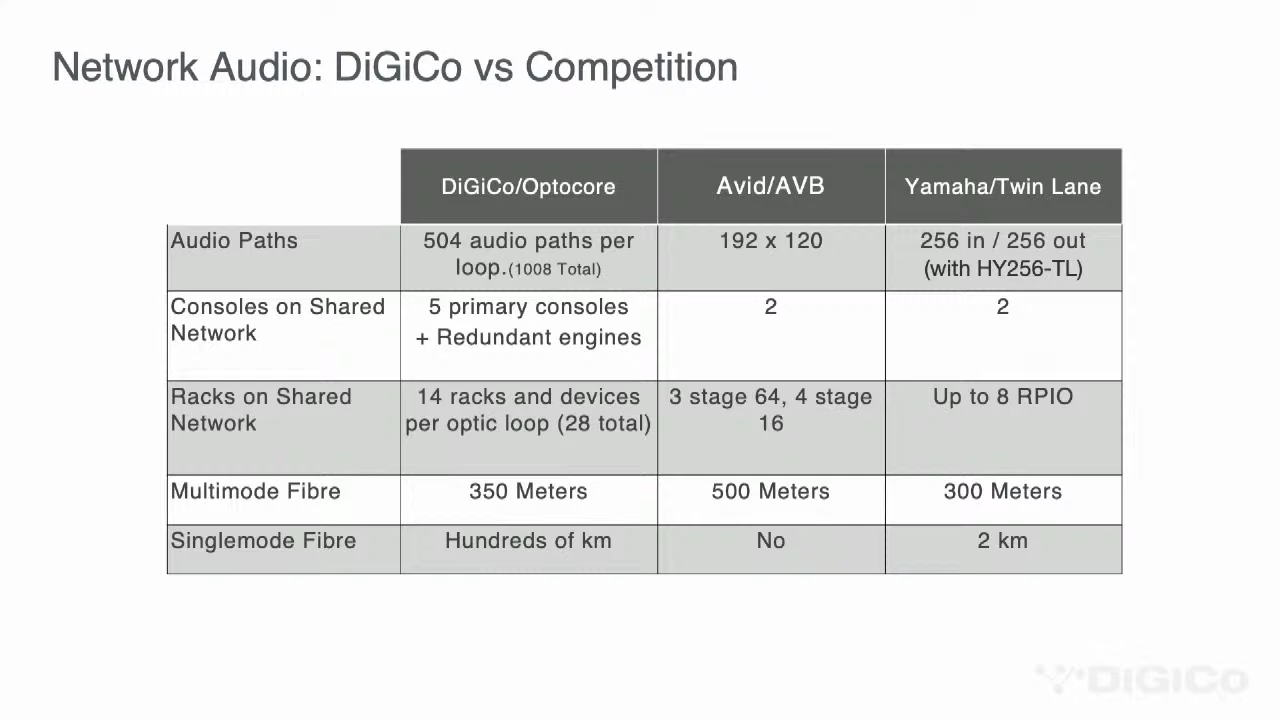 Network Audio: DiGiCo vs Competition
DiGiCo/Optocore
Avid/AVB
Yamaha/Twin Lane
Audio Paths
504 audio paths per
loop.(1008 Total)
192 x 120
256 in / 256 out
(with HY256-TL)
Consoles on Shared
Network
5 primary consoles
+ Redundant engines
2
2
Racks on Shared
Network
14 racks and devices
per optic loop (28 total)
3 stage 64, 4 stage
16
Up to 8 RPIO
Multimode Fibre
350 Meters
500 Meters
300 Meters
Singlemode Fibre
Hundreds of km
No
2 km
DiGiCo